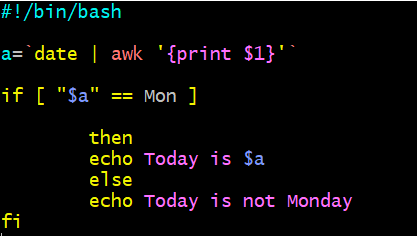 #!/bin/bash
a=`date | awk '{print $1}'`
if [ "$a" == Mon ]
then
echo Today is $a
else
echo Today is not Monday
fi